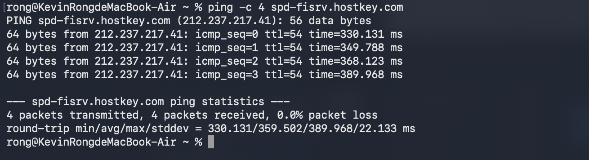 rong@KevinRongdeMacBook-Air ~ % ping -c 4 spd-fisrv.hostkey.com
PING spd-fisrv.hostkey.com (212.237.217.41): 56 data bytes
64 bytes from 212.237.217.41: icmp_seq=0 ttl=54 time=330.131 ms
64 bytes from 212.237.217.41: icmp_seq=1 ttl=54 time=349.788 ms
64 bytes from 212.237.217.41: icmp_seq=2 ttl=54 time=368.123 ms
64 bytes from 212.237.217.41: icmp_seq=3 ttl=54 time=389.968 ms
--- spd-fisrv.hostkey.com ping statistics ---
4 packets transmitted, 4 packets received, 0.0% packet loss
round-trip min/avg/max/stddev = 330.131/359.502/389.968/22.133 ms
rong@KevinRongdeMacBook-Air ~ %